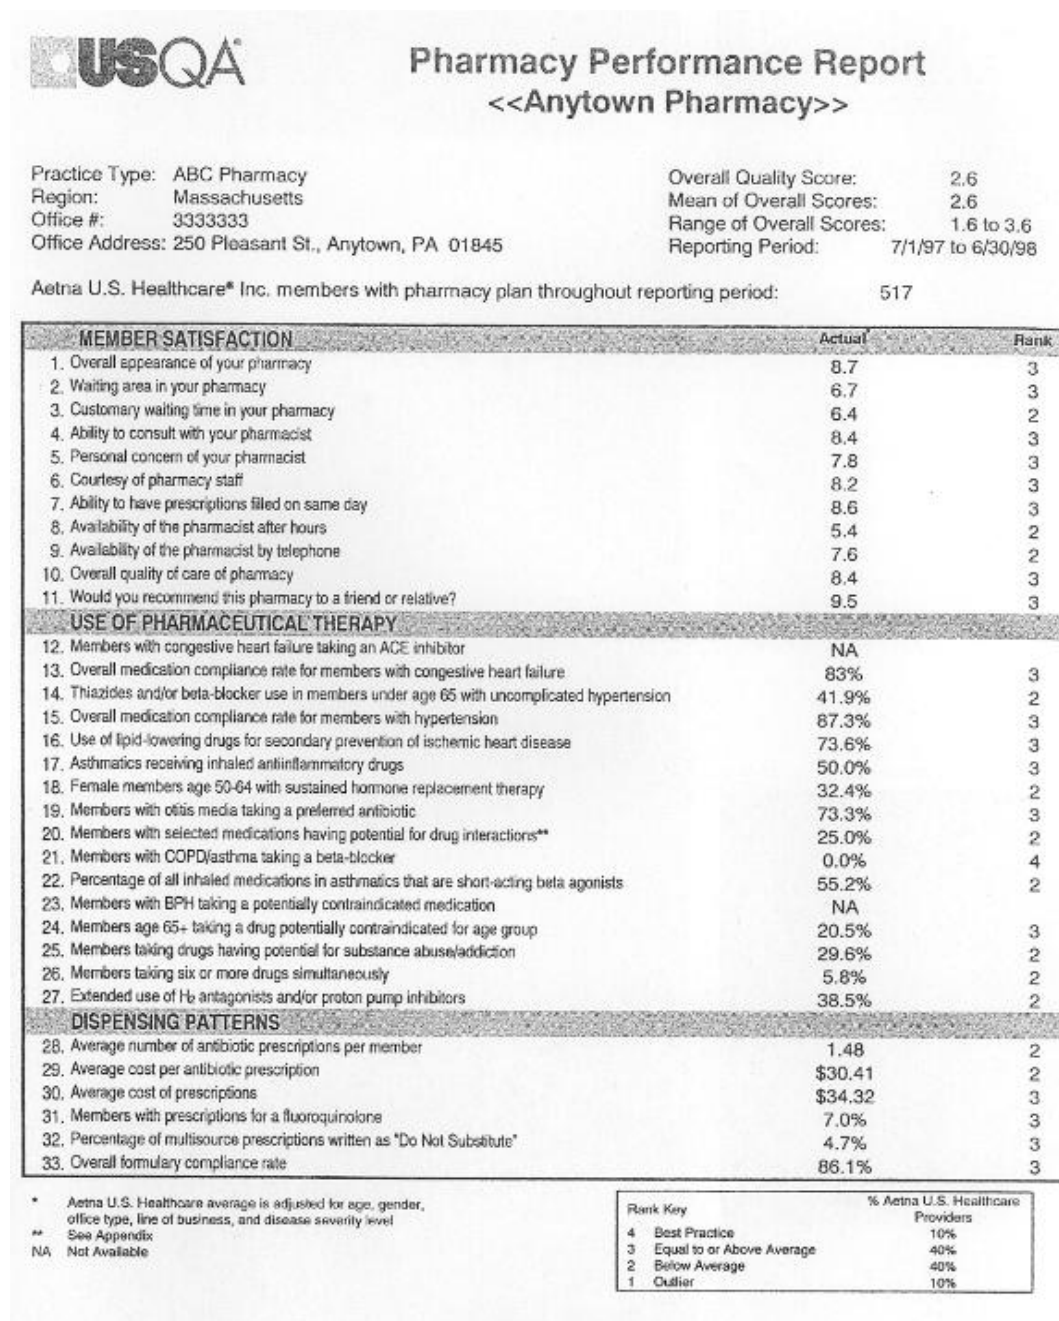 USQA
Pharmacy Performance Report
<<Anytown Pharmacy>>
Practice Type: ABC Pharmacy
Region: Massachusetts
Office #: 3333333
Office Address: 250 Pleasant St., Anytown, PA 01845
Overall Quality Score: 2.6
Mean of Overall Scores: 2.6
Range of Overall Scores: 1.6 to 3.6
Reporting Period: 7/1/97 to 6/30/98
Aetna U.S. Healthcare* Inc. members with pharmacy plan throughout reporting period: 517
MEMBER SATISFACTION Actual* Rank
1. Overall appearance of your pharmacy 8.7 3
2. Waiting area in your pharmacy 6.7 3
3. Customary waiting time in your pharmacy 6.4 2
4. Ability to consult with your pharmacist 8.4 3
5. Personal concern of your pharmacist 7.8 3
6. Courtesy of pharmacy staff 8.2 3
7. Ability to have prescriptions filled on same day 8.6 3
8. Availability of the pharmacist after hours 5.4 2
9. Availability of the pharmacist by telephone 7.6 2
10. Overall quality of care of pharmacy 8.4 3
11. Would you recommend this pharmacy to a friend or relative? 9.5 3
USE OF PHARMACEUTICAL THERAPY
12. Members with congestive heart failure taking an ACE inhibitor NA
13. Overall medication compliance rate for members with congestive heart failure 83% 3
14. Thiazides and/or beta-blocker use in members under age 65 with uncomplicated hypertension 41.9% 2
15. Overall medication compliance rate for members with hypertension 87.3% 3
16. Use of lipid-lowering drugs for secondary prevention of ischemic heart disease 73.6% 3
17. Asthmatics receiving inhaled antiinflammatory drugs 50.0% 3
18. Female members age 50-64 with sustained hormone replacement therapy 32.4% 2
19. Members with otitis media taking a preferred antibiotic 73.3% 3
20. Members with selected medications having potential for drug interactions** 25.0% 2
21. Members with COPD/asthma taking a beta-blocker 0.0% 4
22. Percentage of all inhaled medications in asthmatics that are short-acting beta agonists 55.2% 2
23. Members with BPH taking a potentially contraindicated medication NA
24. Members age 65+ taking a drug potentially contraindicated for age group 20.5% 3
25. Members taking drugs having potential for substance abuse/addiction 29.6% 2
26. Members taking six or more drugs simultaneously 5.8% 2
27. Extended use of H₂ antagonists and/or proton pump inhibitors 38.5% 2
DISPENSING PATTERNS
28. Average number of antibiotic prescriptions per member 1.48 2
29. Average cost per antibiotic prescription $30.41 2
30. Average cost of prescriptions $34.32 3
31. Members with prescriptions for a fluoroquinolone 7.0% 3
32. Percentage of multisource prescriptions written as "Do Not Substitute" 4.7% 3
33. Overall formulary compliance rate 86.1% 3
* Aetna U.S. Healthcare average is adjusted for age, gender,
office type, line of business, and disease severity level
** See Appendix
NA Not Available
Rank Key % Aetna U.S. Healthcare
Providers
4 Best Practice 10%
3 Equal to or Above Average 40%
2 Below Average 40%
1 Outlier 10%